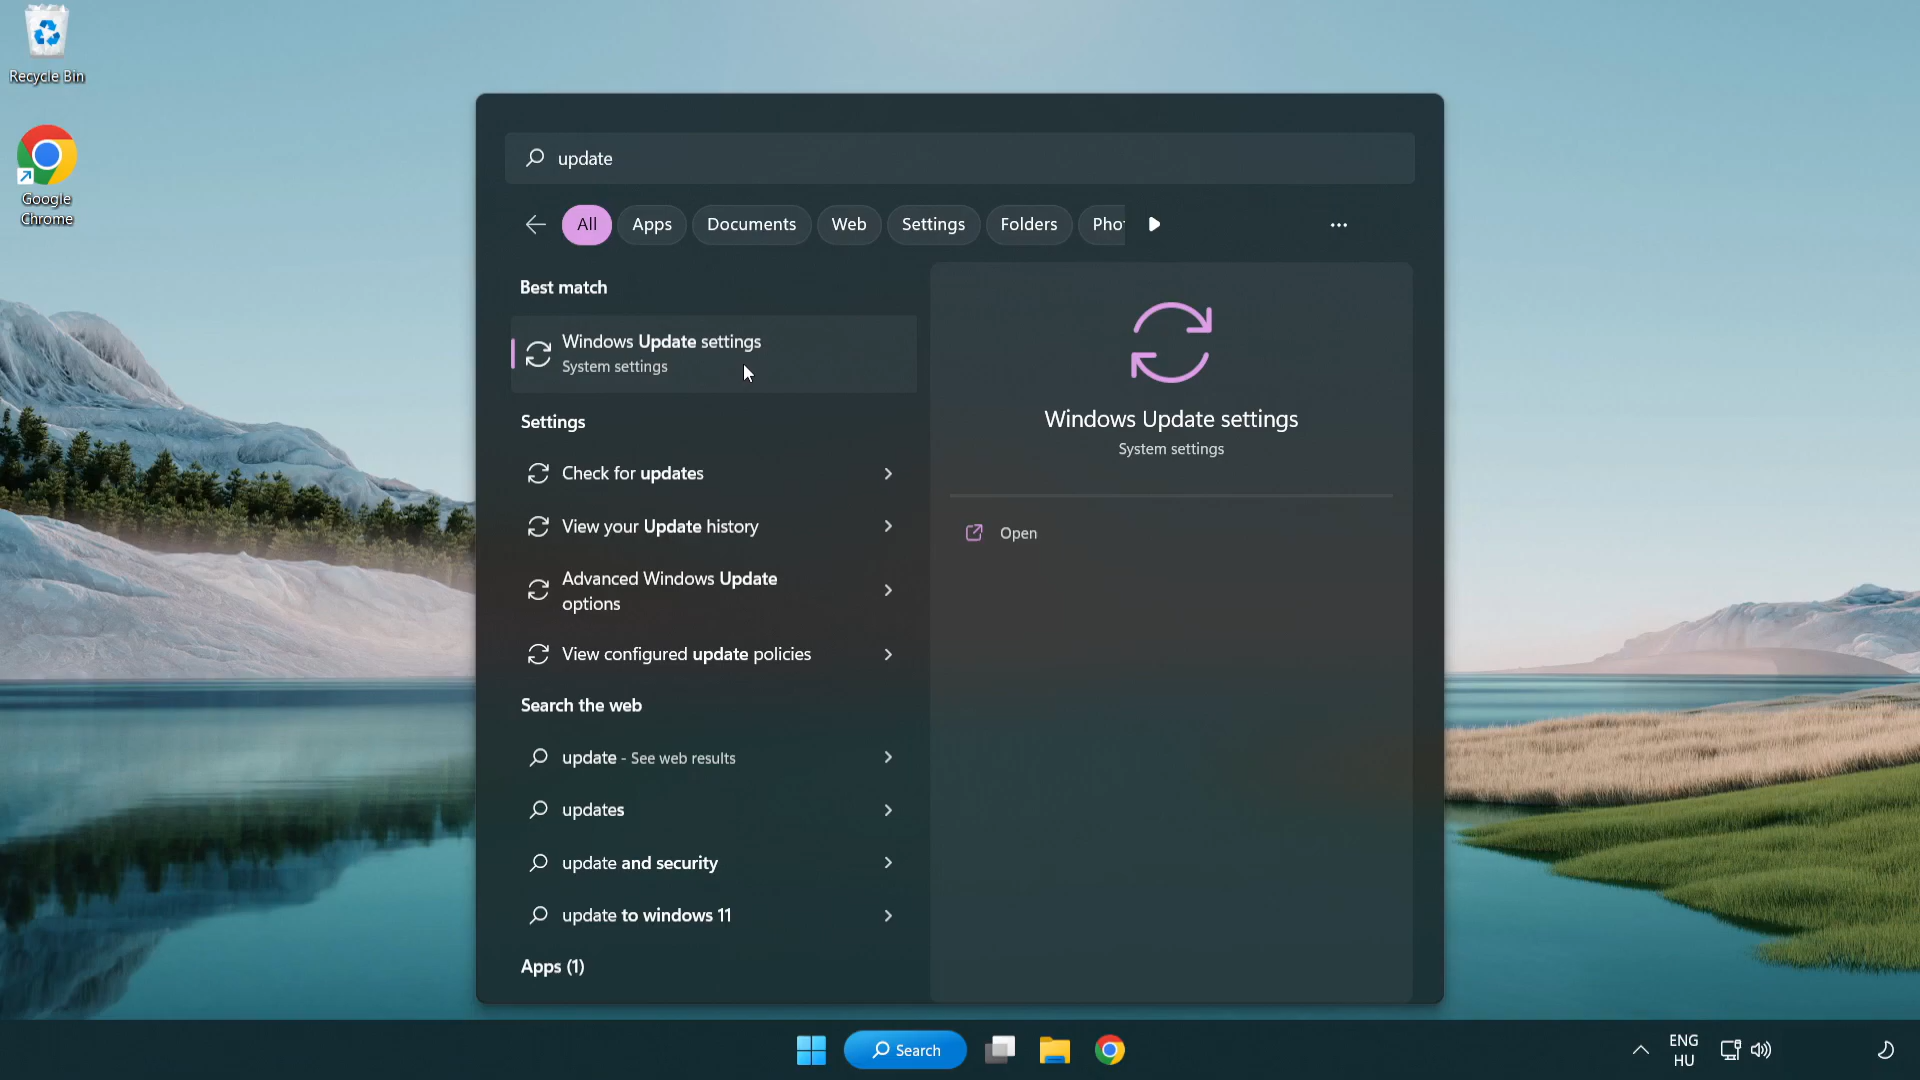 Recycle Bin
Google
Chrome
update
All
Apps
Documents
Web
Settings
Folders
Pho
Best match
Windows Update settings
System settings
Settings
Check for updates
View your Update history
Advanced Windows Update
options
View configured update policies
Search the web
update - See web results
updates
update and security
update to windows 11
Apps (1)
Windows Update settings
System settings
Open
Search
ENG
HU